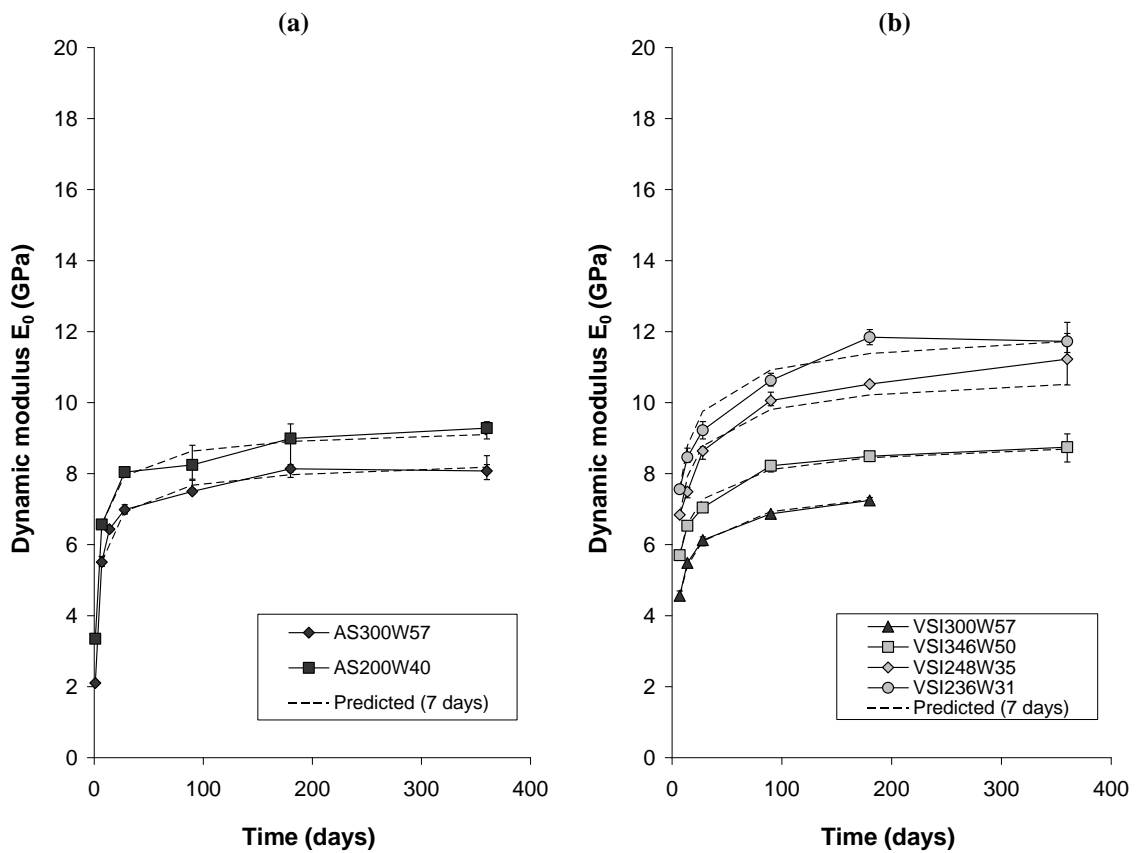 (a)
20
18
16
14
12
10
8
6
4
2
0
0 100 200 300 400
Dynamic modulus E₀ (GPa)
Time (days)
AS300W57
AS200W40
Predicted (7 days)
(b)
20
18
16
14
12
10
8
6
4
2
0
0 100 200 300 400
Dynamic modulus E₀ (GPa)
Time (days)
VSI300W57
VSI346W50
VSI248W35
VSI236W31
Predicted (7 days)